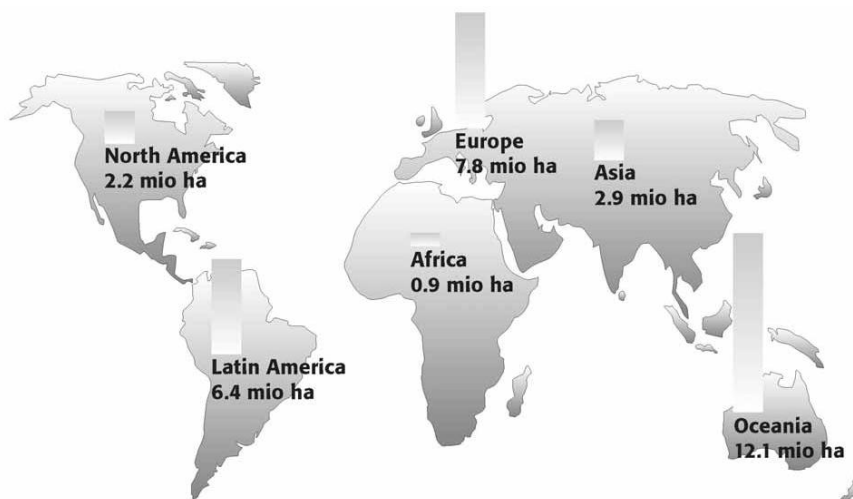 North America
2.2 mio ha
Europe
7.8 mio ha
Asia
2.9 mio ha
Africa
0.9 mio ha
Latin America
6.4 mio ha
Oceania
12.1 mio ha